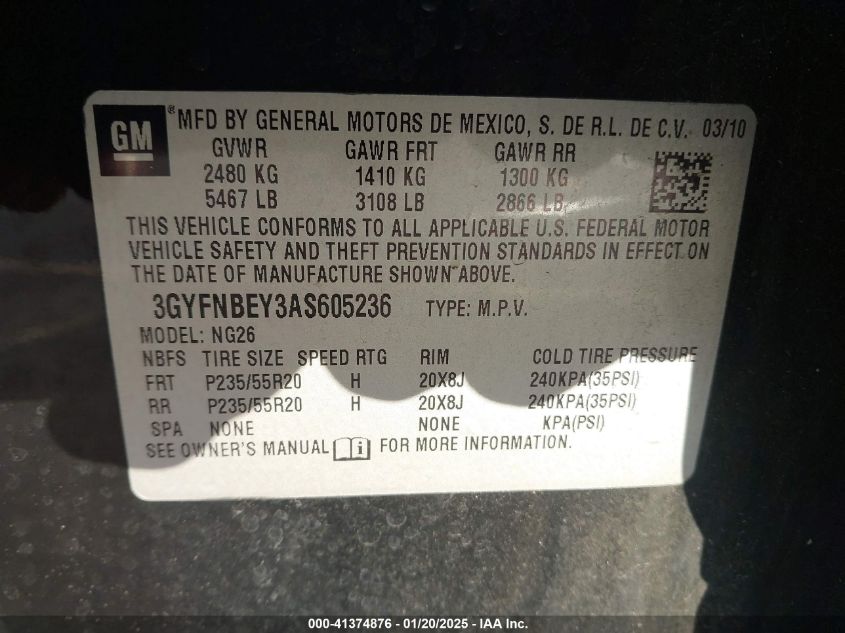 GM ® MFD BY GENERAL MOTORS DE MEXICO, S. DE R.L. DE C.V. 03/10
GVWR GAWR FRT GAWR RR
2480 KG 1410 KG 1300 KG
5467 LB 3108 LB 2866 LB
THIS VEHICLE CONFORMS TO ALL APPLICABLE U.S. FEDERAL MOTOR
VEHICLE SAFETY AND THEFT PREVENTION STANDARDS IN EFFECT ON
THE DATE OF MANUFACTURE SHOWN ABOVE.
3GYFNBEY3AS605236 TYPE: M.P.V.
MODEL: NG26
NBFS TIRE SIZE SPEED RTG RIM COLD TIRE PRESSURE
FRT P235/55R20 H 20X8J 240KPA(35PSI)
RR P235/55R20 H 20X8J 240KPA(35PSI)
SPA NONE NONE KPA(PSI)
SEE OWNER'S MANUAL i FOR MORE INFORMATION.
000-41374876 - 01/20/2025 - IAA Inc.